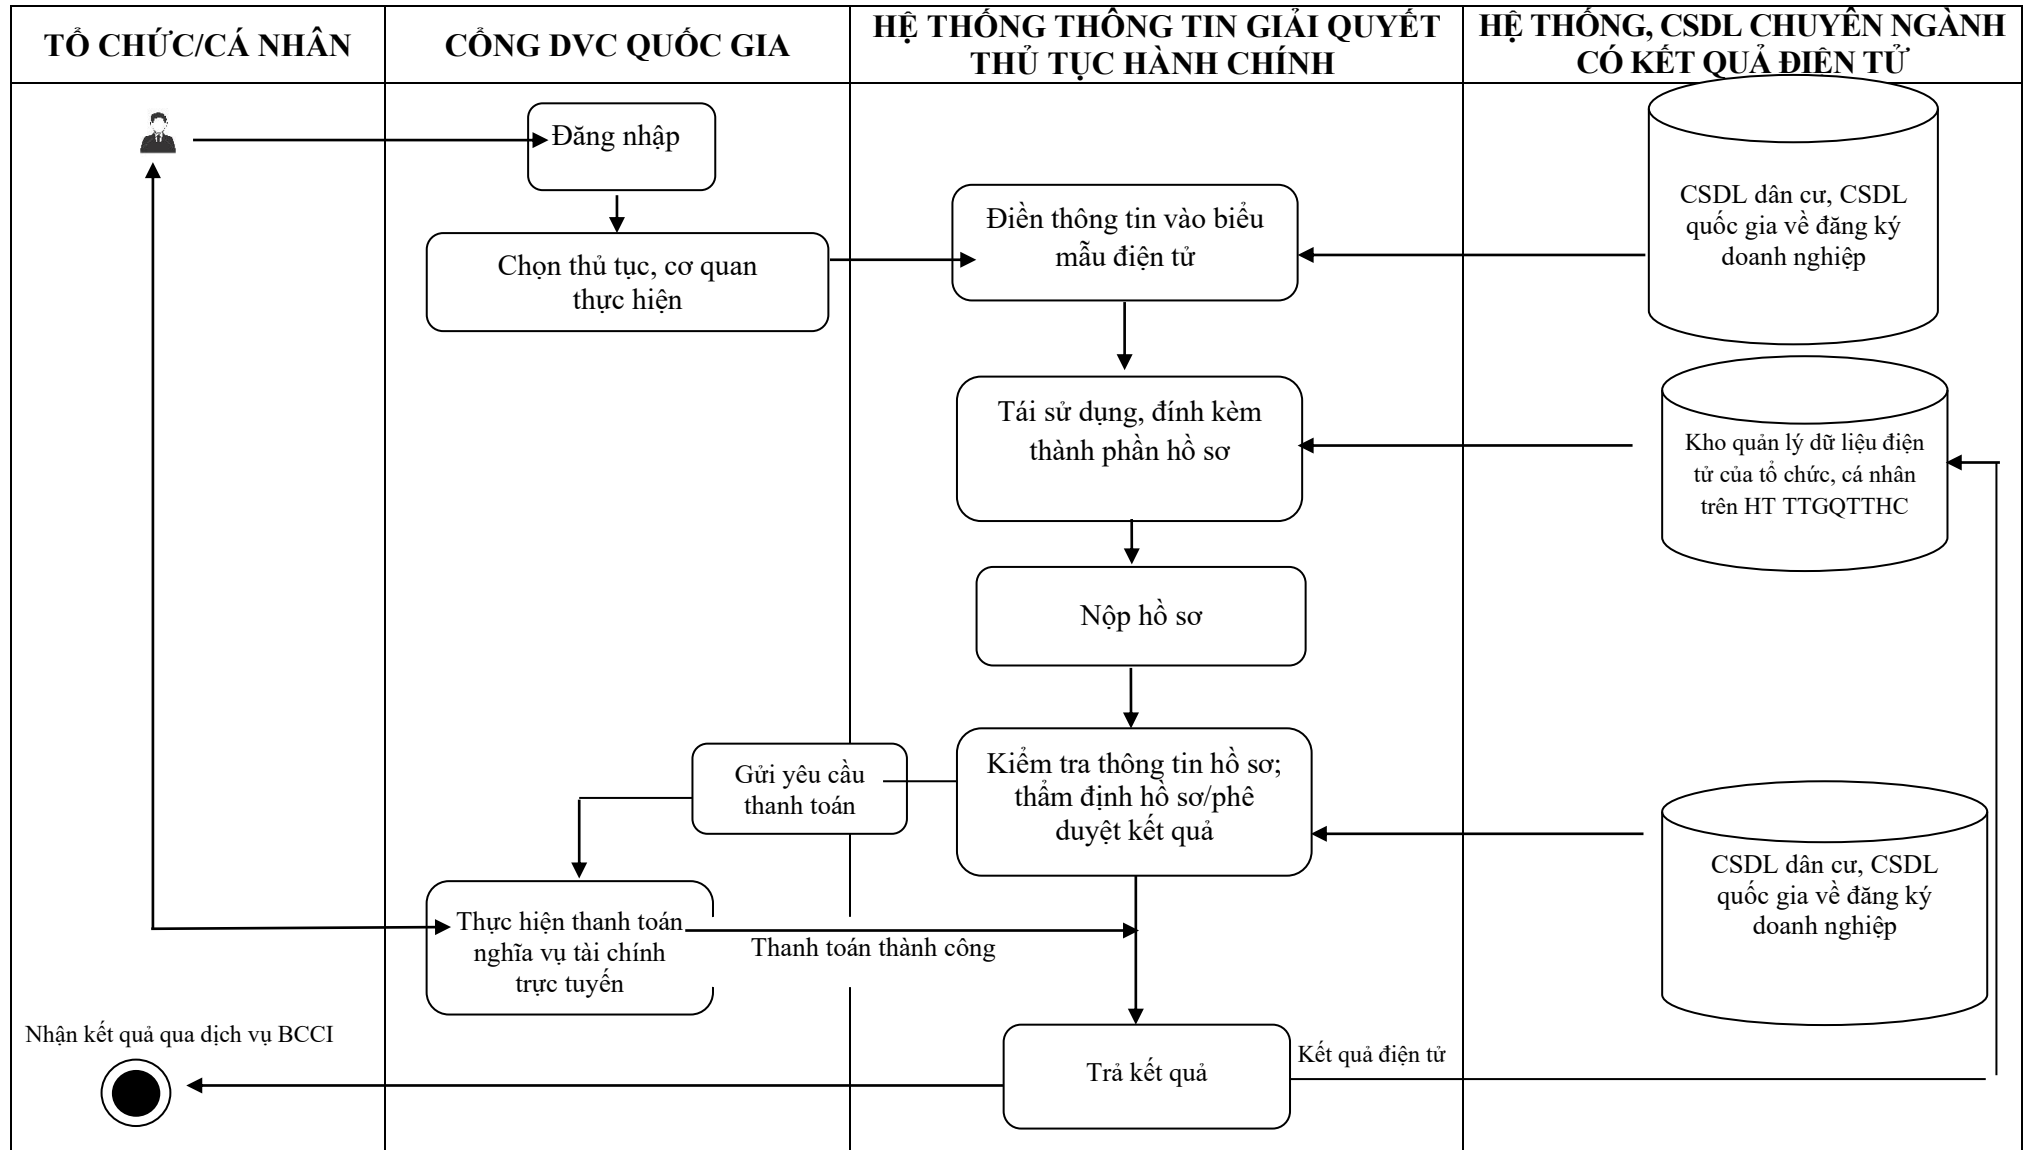 TỔ CHỨC/CÁ NHÂN
CỔNG DVC QUỐC GIA
HỆ THỐNG THÔNG TIN GIẢI QUYẾT
THỦ TỤC HÀNH CHÍNH
HỆ THỐNG, CSDL CHUYÊN NGÀNH
CÓ KẾT QUẢ ĐIỆN TỬ
Đăng nhập
Chọn thủ tục, cơ quan
thực hiện
Điền thông tin vào biểu
mẫu điện tử
CSDL dân cư, CSDL
quốc gia về đăng ký
doanh nghiệp
Tái sử dụng, đính kèm
thành phần hồ sơ
Kho quản lý dữ liệu điện
tử của tổ chức, cá nhân
trên HT TTGQTTHC
Nộp hồ sơ
Gửi yêu cầu
thanh toán
Kiểm tra thông tin hồ sơ;
thẩm định hồ sơ/phê
duyệt kết quả
CSDL dân cư, CSDL
quốc gia về đăng ký
doanh nghiệp
Thực hiện thanh toán
nghĩa vụ tài chính
trực tuyến
Thanh toán thành công
Nhận kết quả qua dịch vụ BCCI
Trả kết quả
Kết quả điện tử